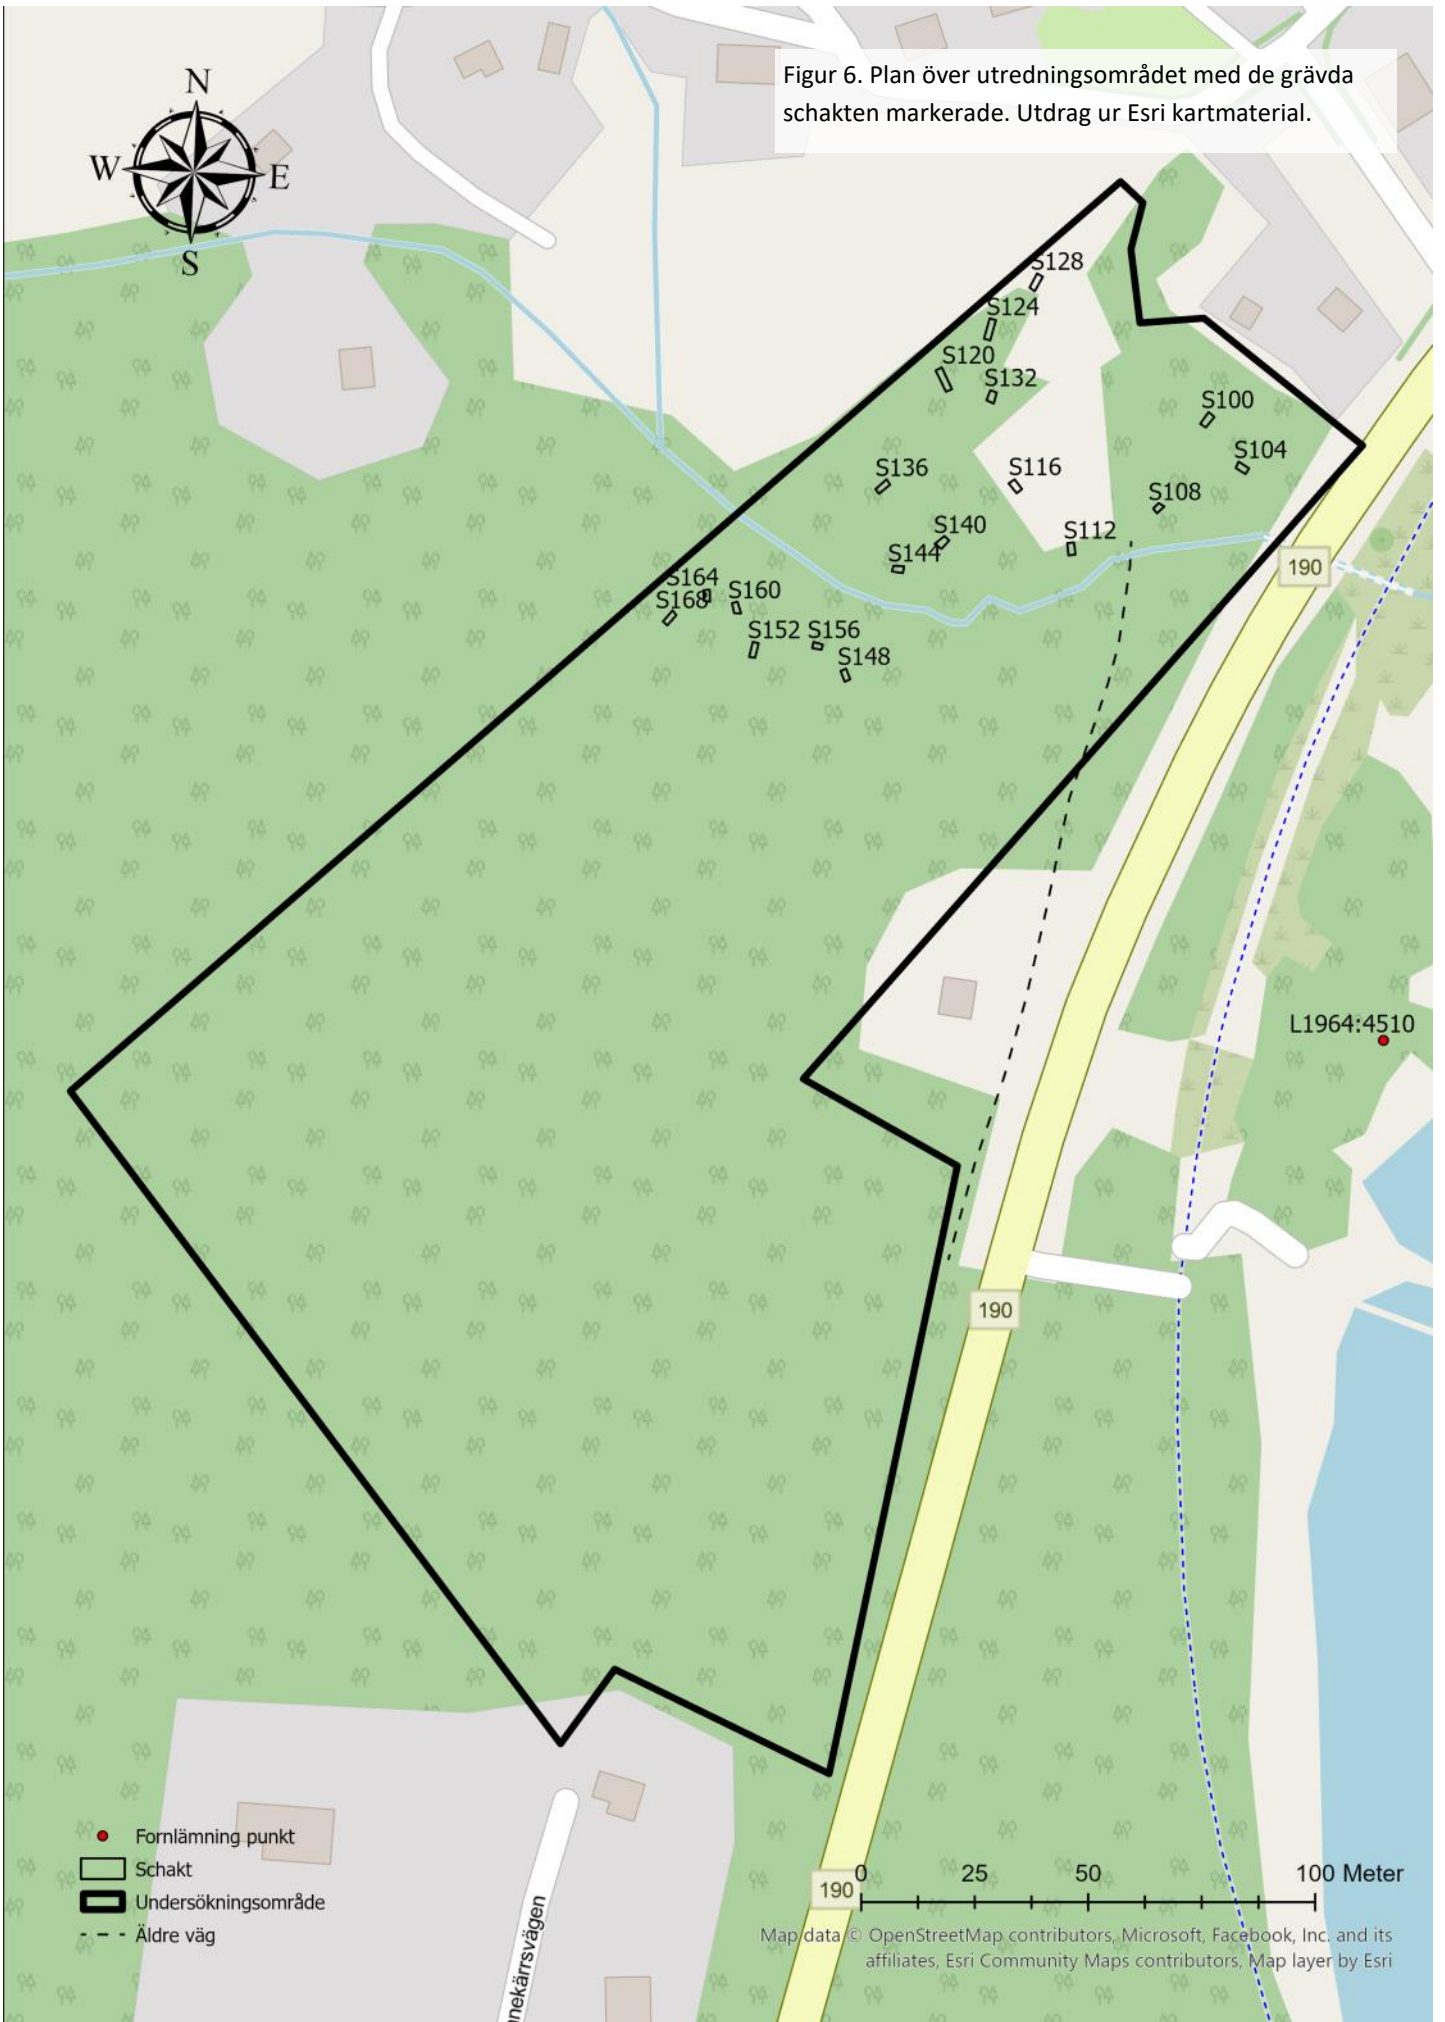 Figur 6. Plan över utredningsområdet med de grävda
schakten markerade. Utdrag ur Esri kartmaterial.
N
W
E
S
S128
S124
S120
S132
S100
S104
S136
S116
S108
S140
S112
S144
190
S164
S160
S168
S152
S156
S148
L1964:4510
190
Fornlämning punkt
Schakt
Undersökningsområde
Äldre väg
nekärrsvägen
190
0 25 50 100 Meter
Map data © OpenStreetMap contributors, Microsoft, Facebook, Inc. and its
affiliates, Esri Community Maps contributors, Map layer by Esri